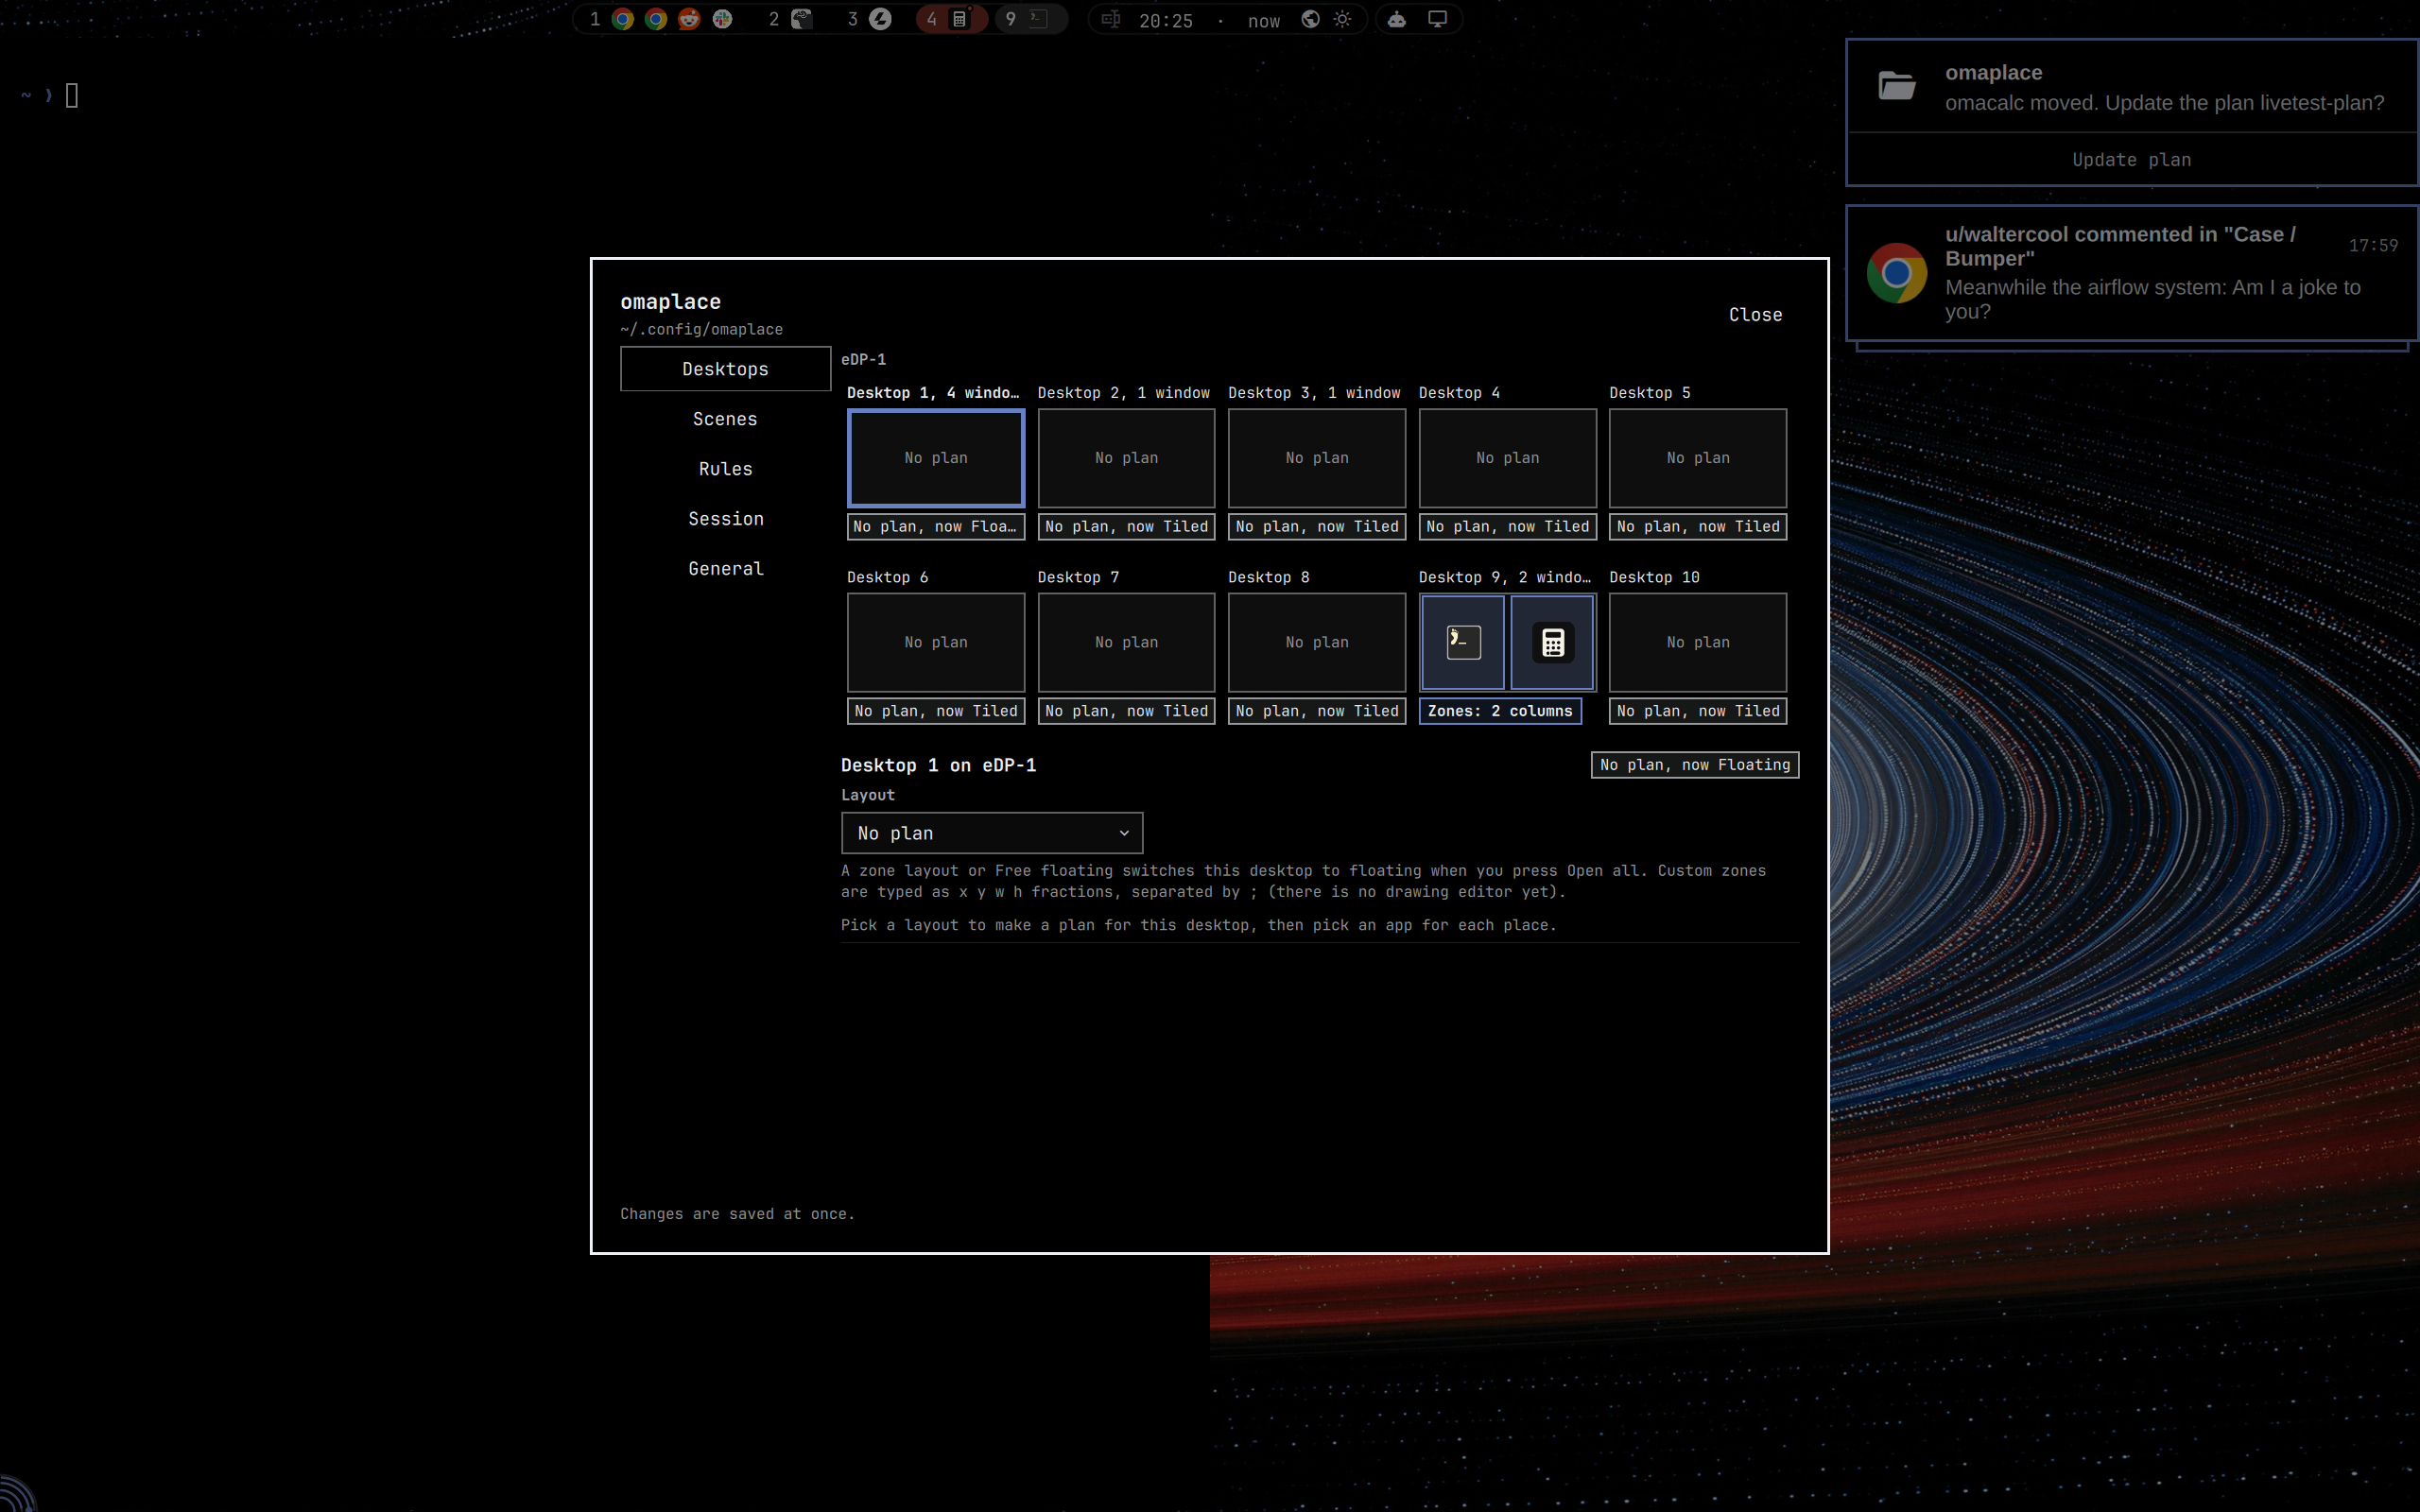 1 2 3 4 9 20:25 · now
~ ❯
omaplace
omacalc moved. Update the plan livetest-plan?
Update plan
u/waltercool commented in "Case / Bumper" 17:59
Meanwhile the airflow system: Am I a joke to you?
omaplace
~/.config/omaplace
Close
Desktops
Scenes
Rules
Session
General
eDP-1
Desktop 1, 4 windo… Desktop 2, 1 window Desktop 3, 1 window Desktop 4 Desktop 5
No plan No plan No plan No plan No plan
No plan, now Floa… No plan, now Tiled No plan, now Tiled No plan, now Tiled No plan, now Tiled
Desktop 6 Desktop 7 Desktop 8 Desktop 9, 2 windo… Desktop 10
No plan No plan No plan No plan
No plan, now Tiled No plan, now Tiled No plan, now Tiled Zones: 2 columns No plan, now Tiled
Desktop 1 on eDP-1 No plan, now Floating
Layout
No plan
A zone layout or Free floating switches this desktop to floating when you press Open all. Custom zones
are typed as x y w h fractions, separated by ; (there is no drawing editor yet).
Pick a layout to make a plan for this desktop, then pick an app for each place.
Changes are saved at once.